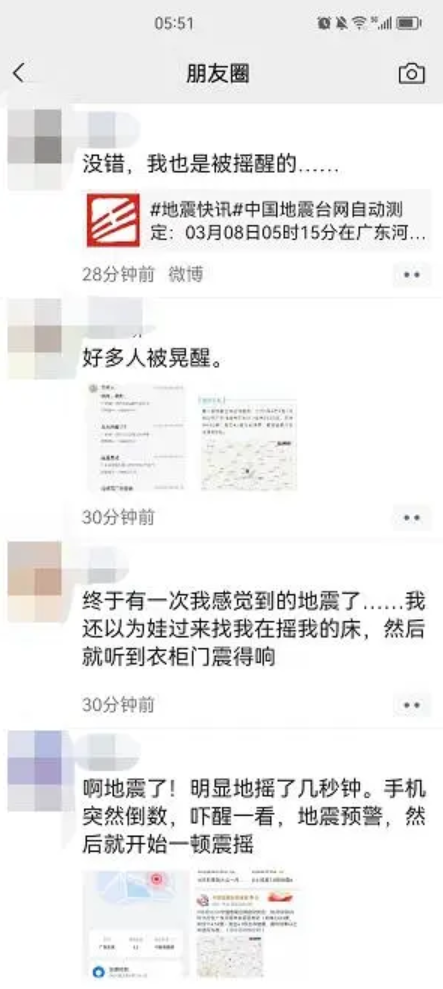 05:51
朋友圈
没错，我也是被摇醒的……
#地震快讯#中国地震台网自动测
定：03月08日05时15分在广东河…
28分钟前 微博
好多人被晃醒。
30分钟前
终于有一次我感觉到的地震了……我
还以为娃过来找我在摇我的床，然后
就听到衣柜门震得响
30分钟前
啊地震了！明显地摇了几秒钟。手机
突然倒数，吓醒一看，地震预警，然
后就开始一顿震摇